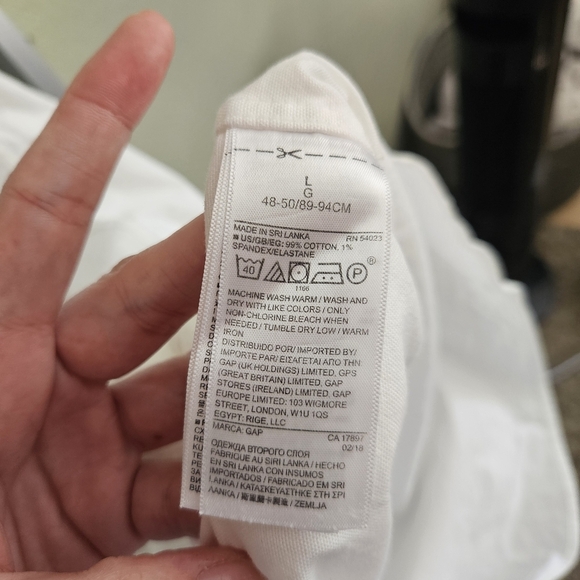 L
G
48-50/89-94CM
MADE IN SRI LANKA RN 54023
■ US/GB/EG: 99% COTTON, 1%
SPANDEX/ELASTANE
40 P ®
1166
MACHINE WASH WARM / WASH AND
DRY WITH LIKE COLORS / ONLY
NON-CHLORINE BLEACH WHEN
NEEDED / TUMBLE DRY LOW / WARM
IRON
DISTRIBUIDO POR/ IMPORTED BY/
IMPORTÉ PAR/ ΕΙΣΑΓΕΤΑΙ ΑΠΟ ΤΗΝ
GAP (UK HOLDINGS) LIMITED, GPS
(GREAT BRITAIN) LIMITED, GAP
STORES (IRELAND) LIMITED, GAP
EUROPE LIMITED: 103 WIGMORE
STREET, LONDON, W1U 1QS
EGYPT: RIGE, LLC
MARCA: GAP CA 17897
02/18
ОДЕЖДА ВТОРОГО СЛОЯ
FABRIQUÉ AU SRI LANKA / HECHO
EN SRI LANKA CON INSUMOS
IMPORTADOS / FABRICADO EM SRI
LANKA / ΚΑΤΑΣΚΕΥΑΣΤΗΚΕ ΣΤΗ ΣΡΙ
ΛΑΝΚΑ / ZEMLJA